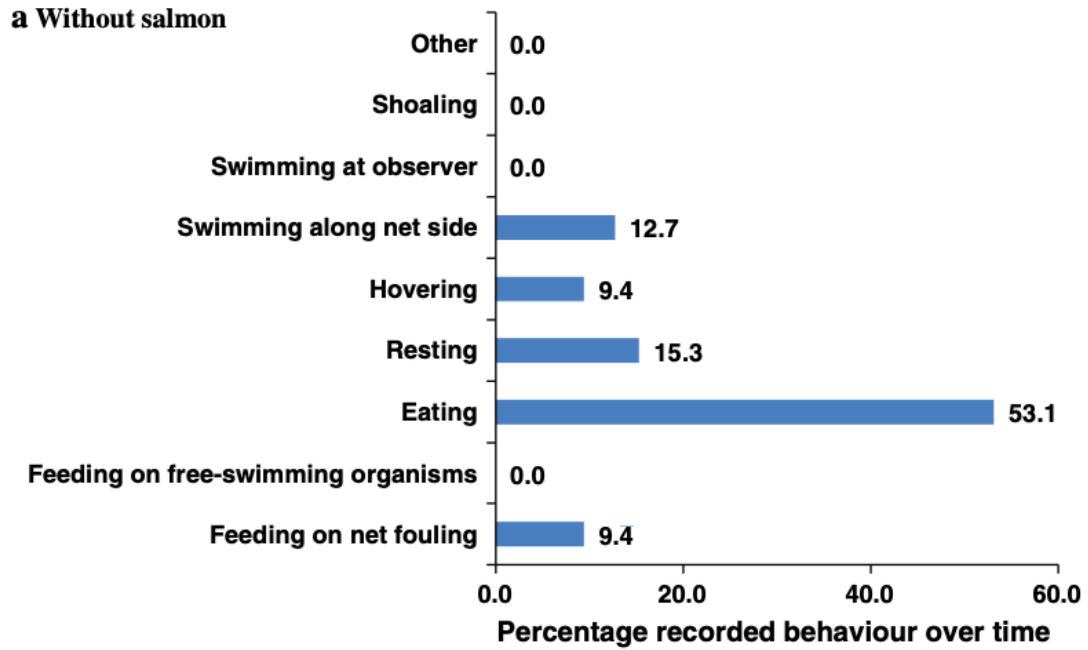 a Without salmon
Other 0.0
Shoaling 0.0
Swimming at observer 0.0
Swimming along net side 12.7
Hovering 9.4
Resting 15.3
Eating 53.1
Feeding on free-swimming organisms 0.0
Feeding on net fouling 9.4
0.0 20.0 40.0 60.0
Percentage recorded behaviour over time